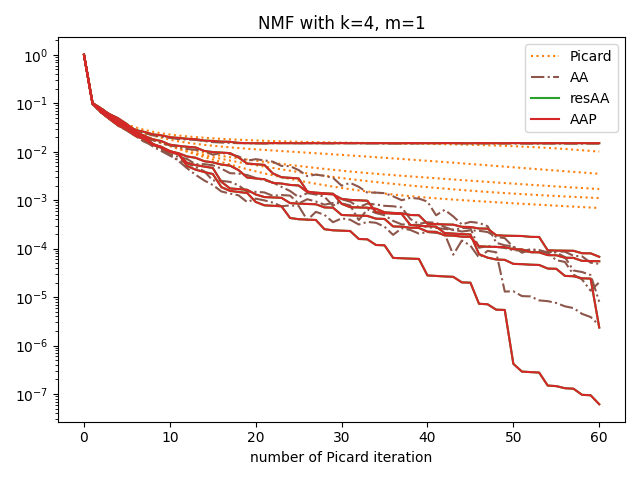 NMF with k=4, m=1
10⁰
10⁻¹
10⁻²
10⁻³
10⁻⁴
10⁻⁵
10⁻⁶
10⁻⁷
Picard
AA
resAA
AAP
0 10 20 30 40 50 60
number of Picard iteration